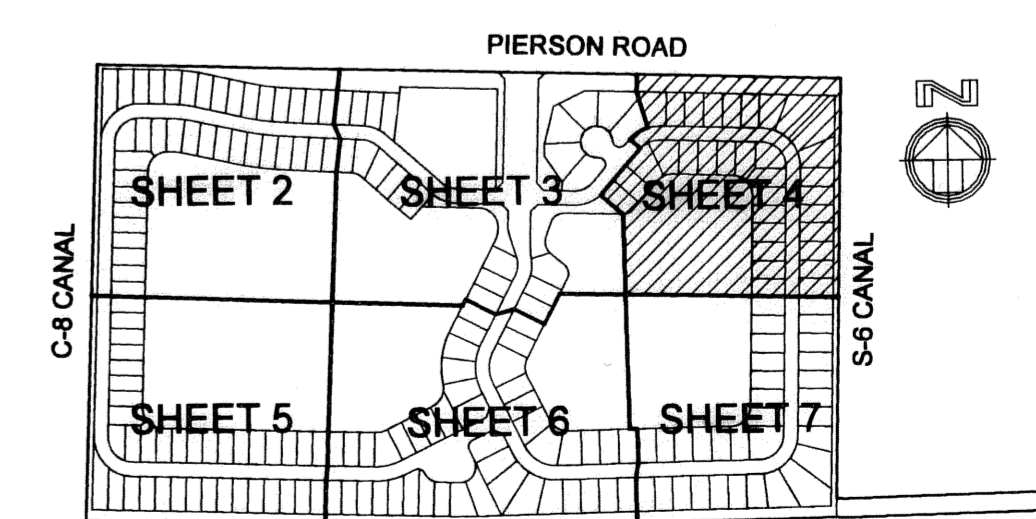 PIERSON ROAD
N
SHEET 2
SHEET 3
SHEET 4
C-8 CANAL
S-6 CANAL
SHEET 5
SHEET 6
SHEET 7